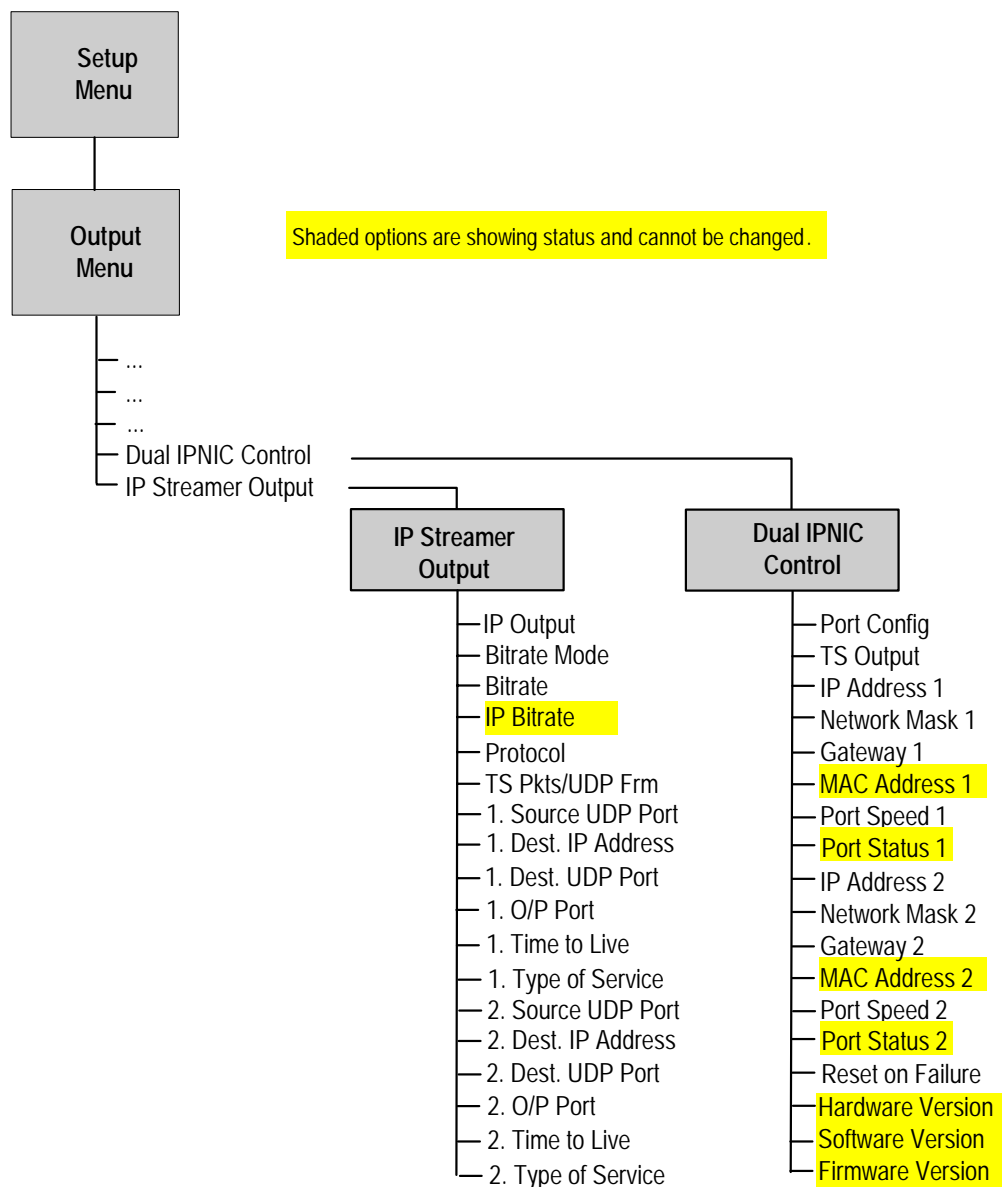 Setup
Menu
Output
Menu
Shaded options are showing status and cannot be changed.
...
...
...
Dual IPNIC Control
IP Streamer Output
IP Streamer
Output
IP Output
Bitrate Mode
Bitrate
IP Bitrate
Protocol
TS Pkts/UDP Frm
1. Source UDP Port
1. Dest. IP Address
1. Dest. UDP Port
1. O/P Port
1. Time to Live
1. Type of Service
2. Source UDP Port
2. Dest. IP Address
2. Dest. UDP Port
2. O/P Port
2. Time to Live
2. Type of Service
Dual IPNIC
Control
Port Config
TS Output
IP Address 1
Network Mask 1
Gateway 1
MAC Address 1
Port Speed 1
Port Status 1
IP Address 2
Network Mask 2
Gateway 2
MAC Address 2
Port Speed 2
Port Status 2
Reset on Failure
Hardware Version
Software Version
Firmware Version